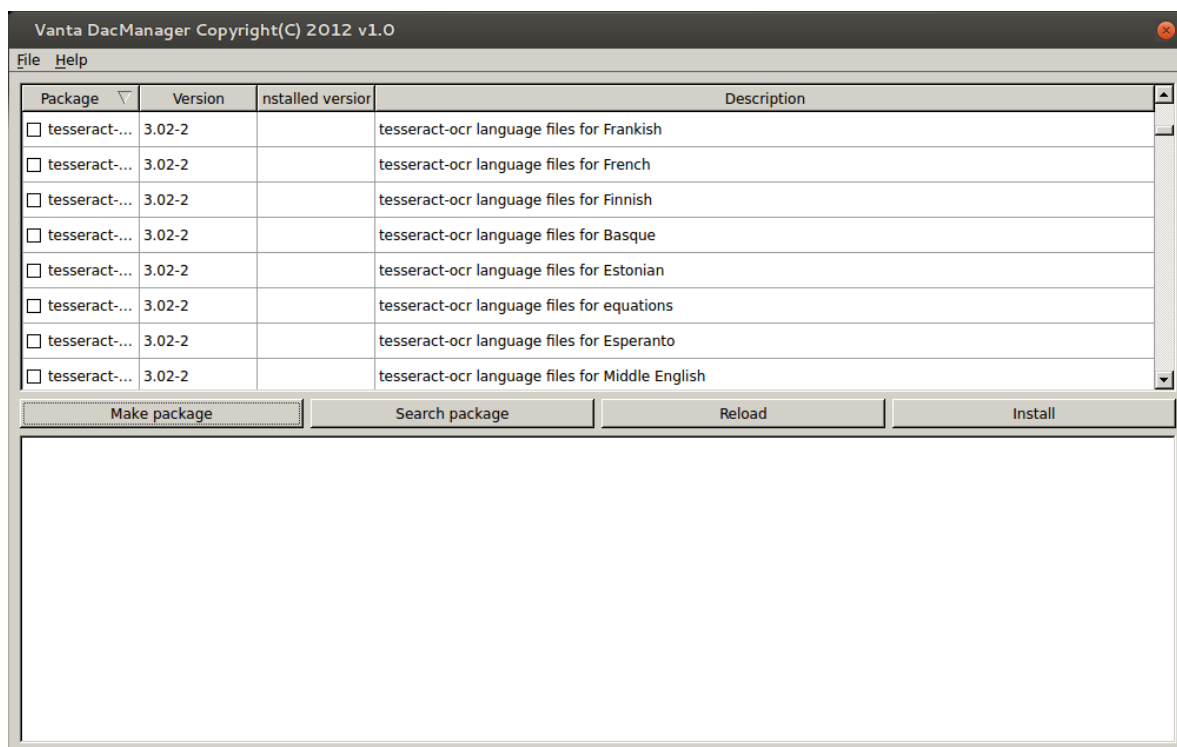 Vanta DacManager Copyright(C) 2012 v1.0
File Help
Package Version nstalled version Description
tesseract-... 3.02-2 tesseract-ocr language files for Frankish
tesseract-... 3.02-2 tesseract-ocr language files for French
tesseract-... 3.02-2 tesseract-ocr language files for Finnish
tesseract-... 3.02-2 tesseract-ocr language files for Basque
tesseract-... 3.02-2 tesseract-ocr language files for Estonian
tesseract-... 3.02-2 tesseract-ocr language files for equations
tesseract-... 3.02-2 tesseract-ocr language files for Esperanto
tesseract-... 3.02-2 tesseract-ocr language files for Middle English
Make package Search package Reload Install